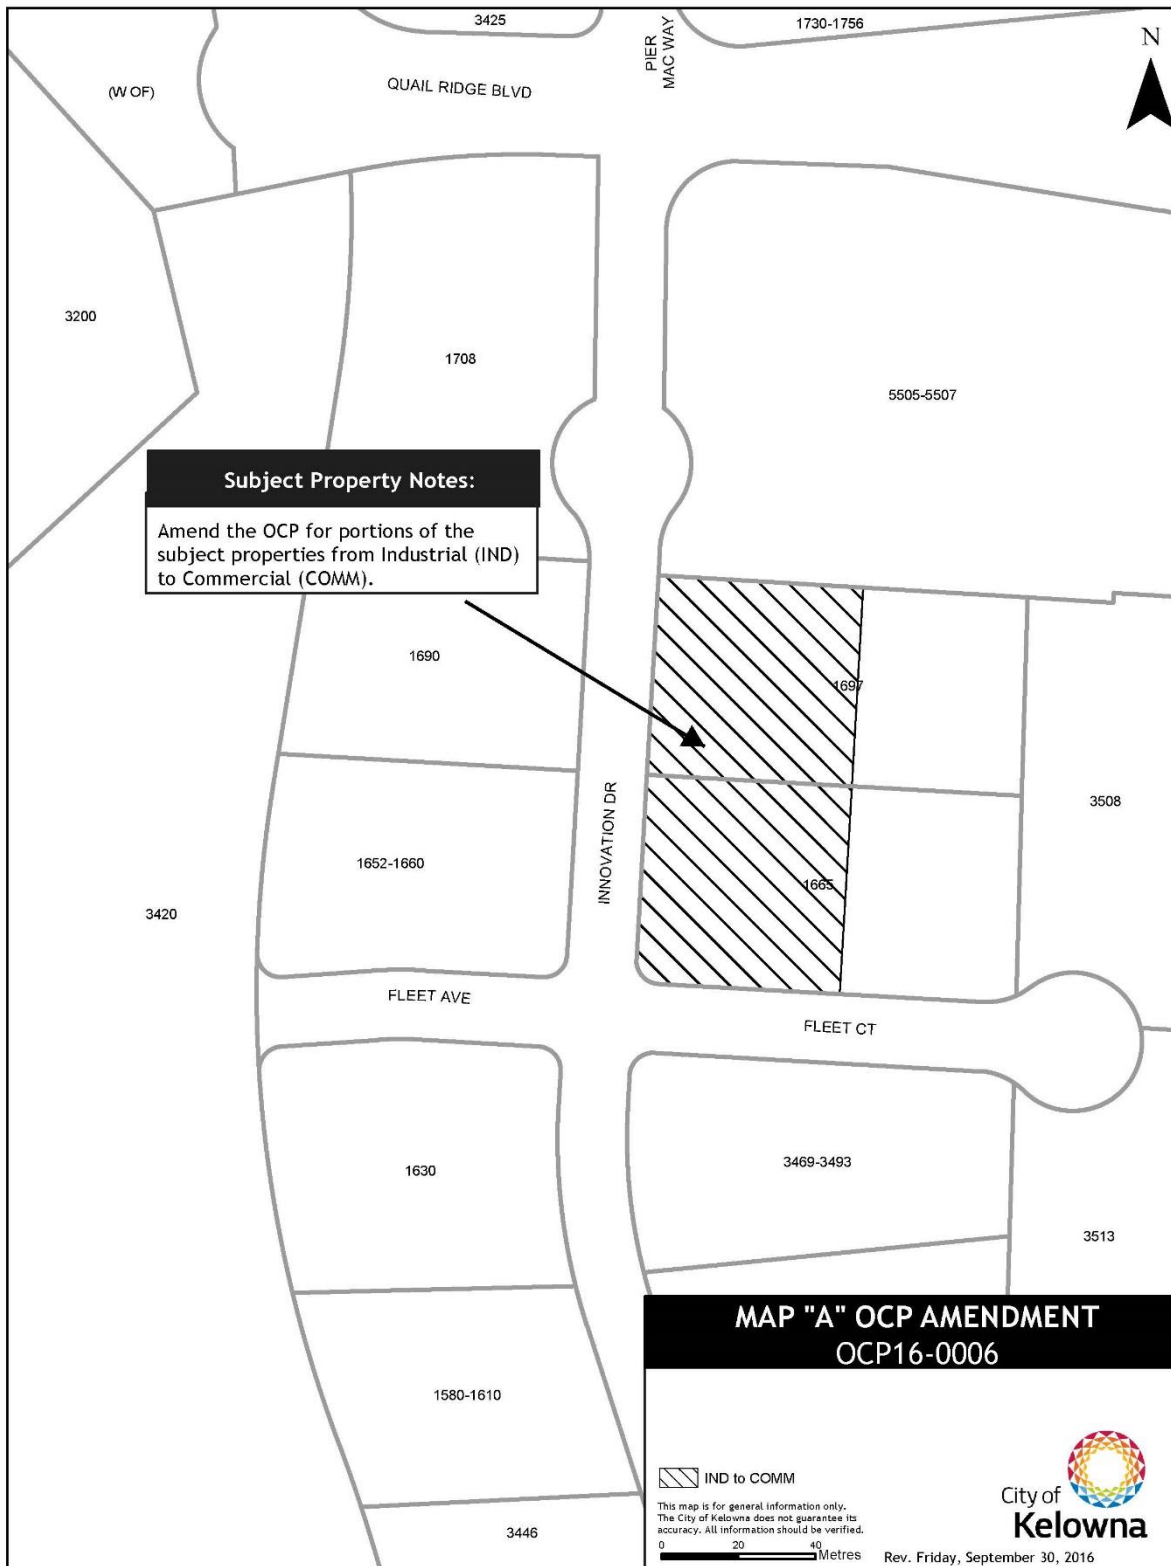 3425
1730-1756
PIER
MAC WAY
N
(W OF)
QUAIL RIDGE BLVD
3200
1708
5505-5507
Subject Property Notes:
Amend the OCP for portions of the
subject properties from Industrial (IND)
to Commercial (COMM).
1690
1697
INNOVATION DR
3508
1652-1660
1665
3420
FLEET AVE
FLEET CT
1630
3469-3493
3513
MAP "A" OCP AMENDMENT
OCP16-0006
1580-1610
IND to COMM
This map is for general information only.
The City of Kelowna does not guarantee its
accuracy. All information should be verified.
0 20 40
Metres
City of
Kelowna
Rev. Friday, September 30, 2016
3446